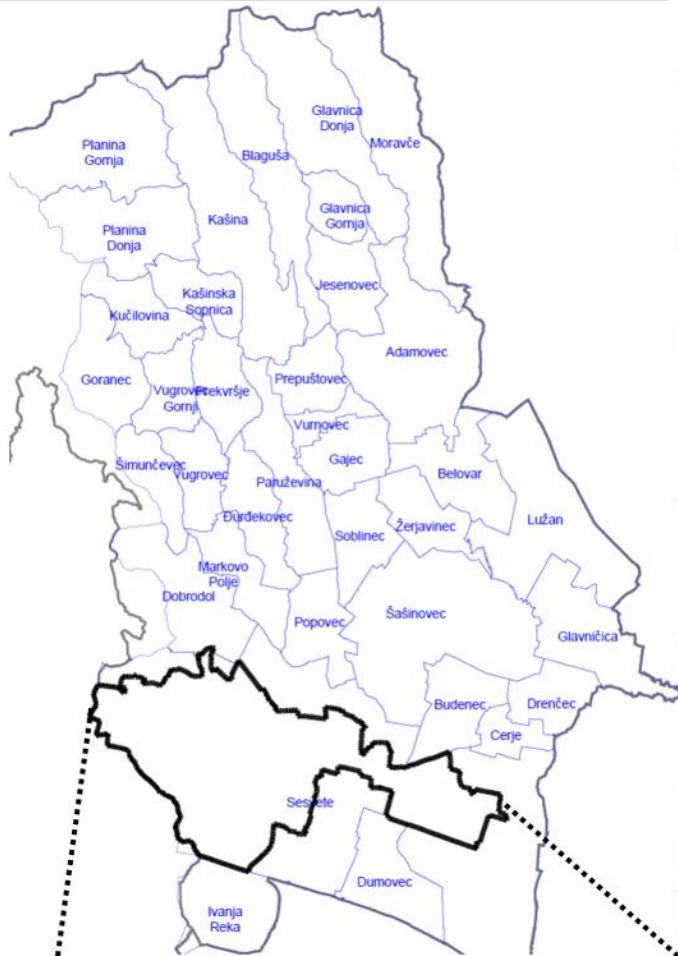 Glavnica
Donja
Moravče
Planina
Gornja
Blaguša
Kašina
Glavnica
Gornja
Planina
Donja
Jesenovec
Kašinska
Sopnica
Kučilovina
Adamovec
Goranec
Prepuštovec
Vugrovec
Gornji
Prekvršje
Vurnovec
Gajec
Šimunčevec
Vugrovec
Paruževina
Belovar
Đurđekovec
Soblinec
Žerjavinec
Lužan
Markovo
Polje
Dobrodol
Popovec
Šašinovec
Glavničica
Budenec
Drenčec
Cerje
Sesvete
Dumovec
Ivanja
Reka